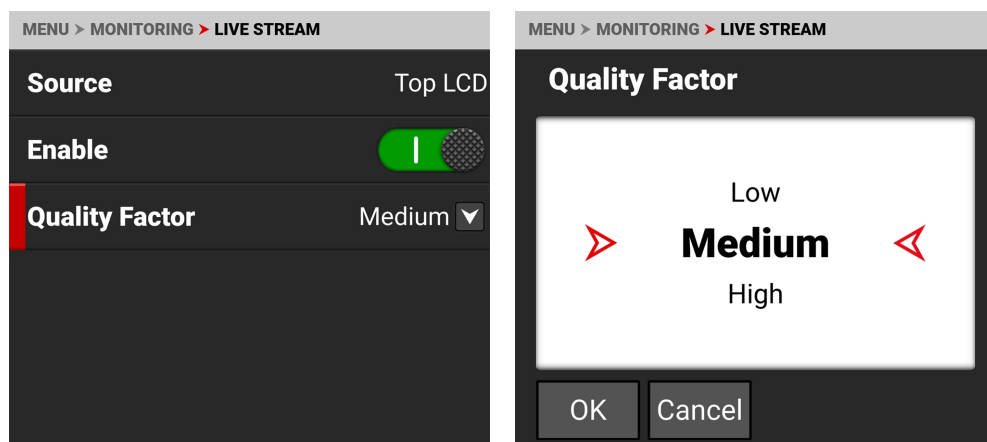 MENU > MONITORING > LIVE STREAM
Source Top LCD
Enable
Quality Factor Medium
MENU > MONITORING > LIVE STREAM
Quality Factor
Low
Medium
High
OK Cancel